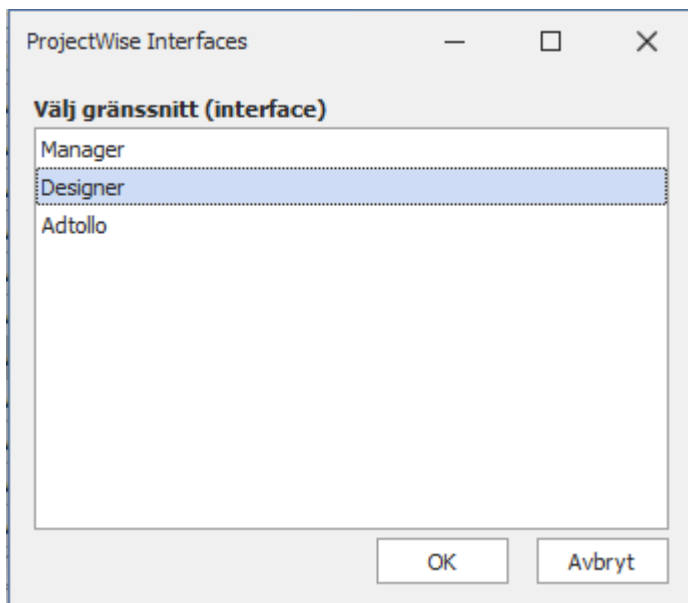 ProjectWise Interfaces
Välj gränssnitt (interface)
Manager
Designer
Adtollo
OK
Avbryt